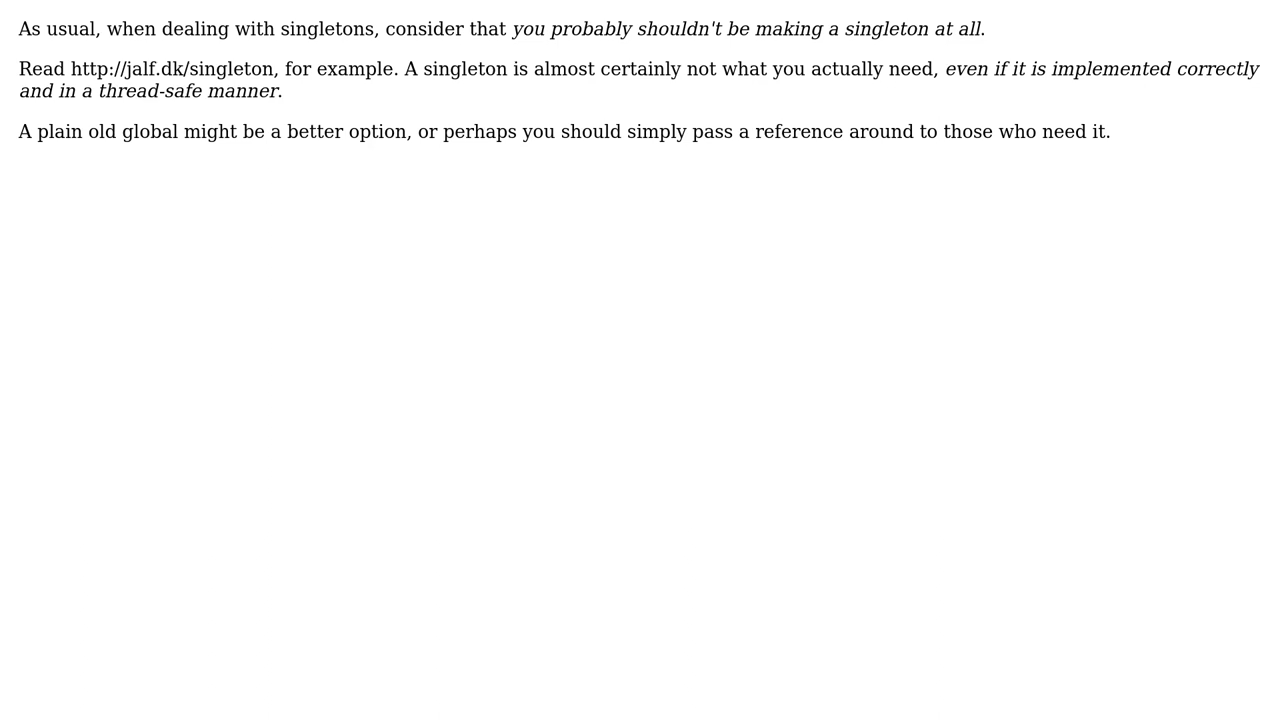 As usual, when dealing with singletons, consider that you probably shouldn't be making a singleton at all.
Read http://jalf.dk/singleton, for example. A singleton is almost certainly not what you actually need, even if it is implemented correctly
and in a thread-safe manner.
A plain old global might be a better option, or perhaps you should simply pass a reference around to those who need it.